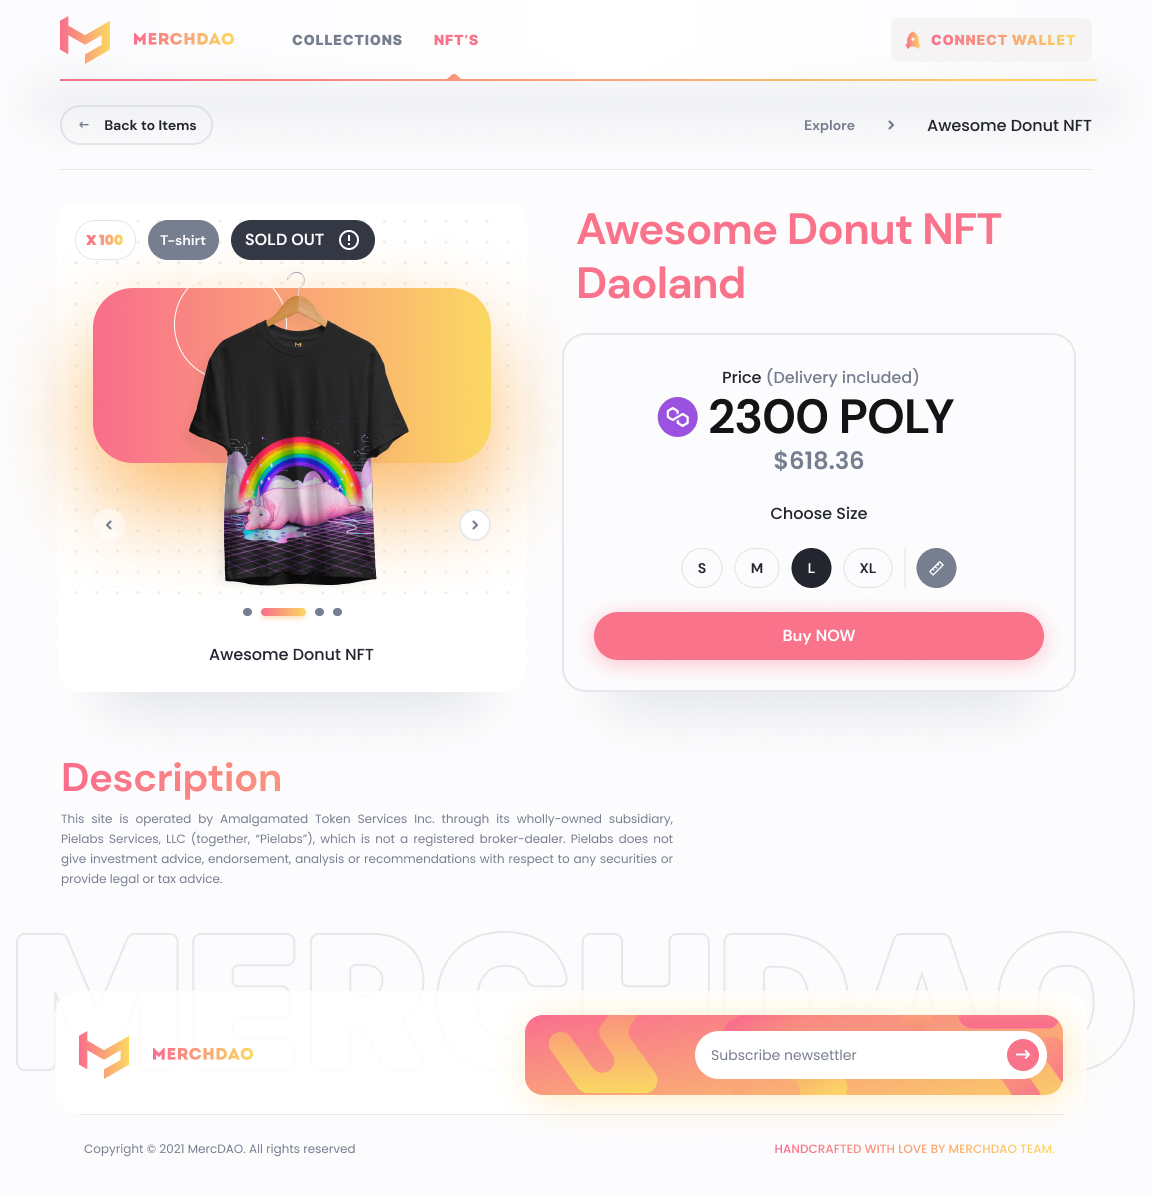 MERCHDAO
COLLECTIONS
NFT'S
CONNECT WALLET
Back to Items
Explore
Awesome Donut NFT
X 100
T-shirt
SOLD OUT
Awesome Donut NFT
Awesome Donut NFT
Daoland
Price (Delivery included)
2300 POLY
$618.36
Choose Size
S
M
L
XL
Buy NOW
Description
This site is operated by Amalgamated Token Services Inc. through its wholly-owned subsidiary,
Pielabs Services, LLC (together, “Pielabs”), which is not a registered broker-dealer. Pielabs does not
give investment advice, endorsement, analysis or recommendations with respect to any securities or
provide legal or tax advice.
MERCHDAO
MERCHDAO
Subscribe newsettler
Copyright © 2021 MercDAO. All rights reserved
HANDCRAFTED WITH LOVE BY MERCHDAO TEAM.